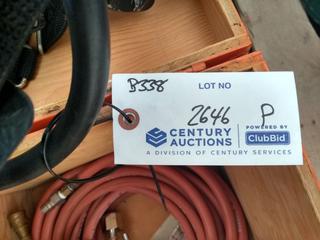 B338 LOT NO
2646 P
CENTURY AUCTIONS POWERED BY ClubBid
A DIVISION OF CENTURY SERVICES